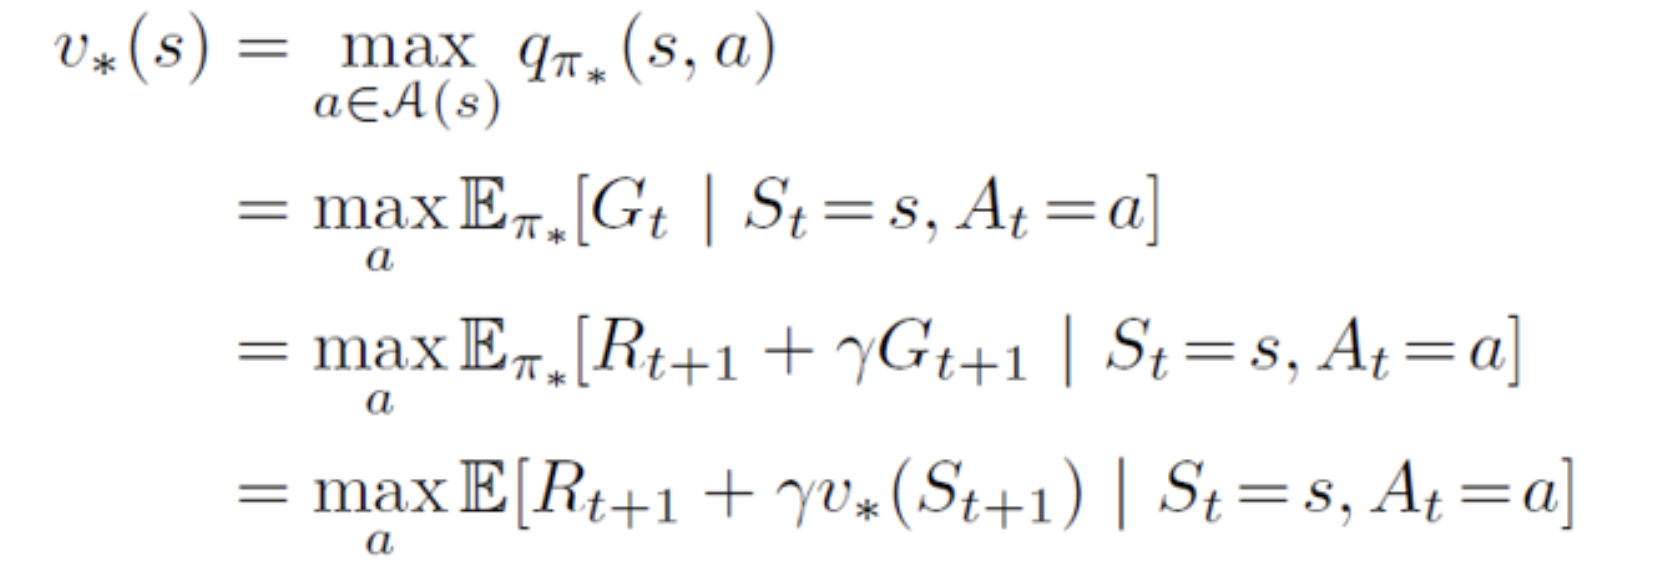 v_*(s) = max_{a∈𝒜(s)} q_{π_*}(s, a)
= max_a 𝔼_{π_*}[G_t | S_t = s, A_t = a]
= max_a 𝔼_{π_*}[R_{t+1} + γG_{t+1} | S_t = s, A_t = a]
= max_a 𝔼[R_{t+1} + γv_*(S_{t+1}) | S_t = s, A_t = a]